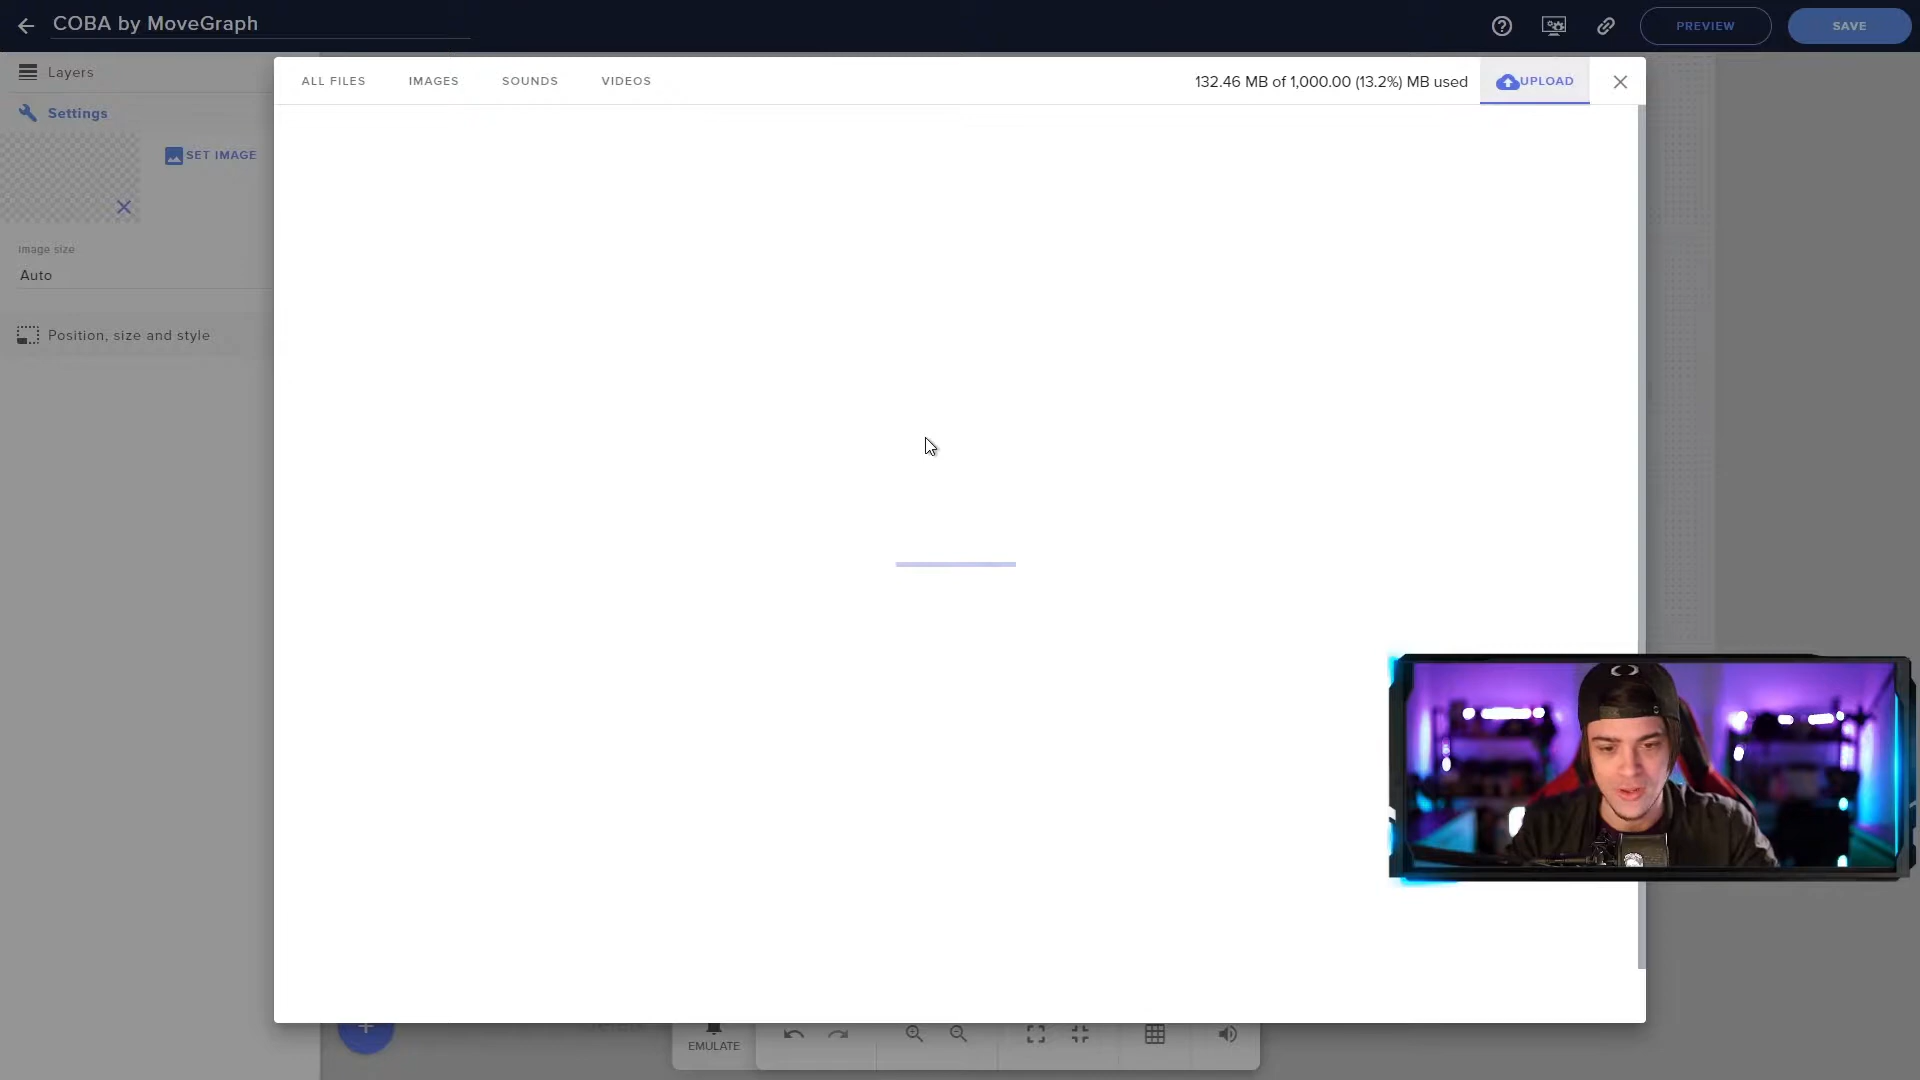 COBA by MoveGraph
PREVIEW
SAVE
Layers
ALL FILES
IMAGES
SOUNDS
VIDEOS
132.46 MB of 1,000.00 (13.2%) MB used
UPLOAD
Settings
SET IMAGE
Image size
Auto
Position, size and style
EMULATE